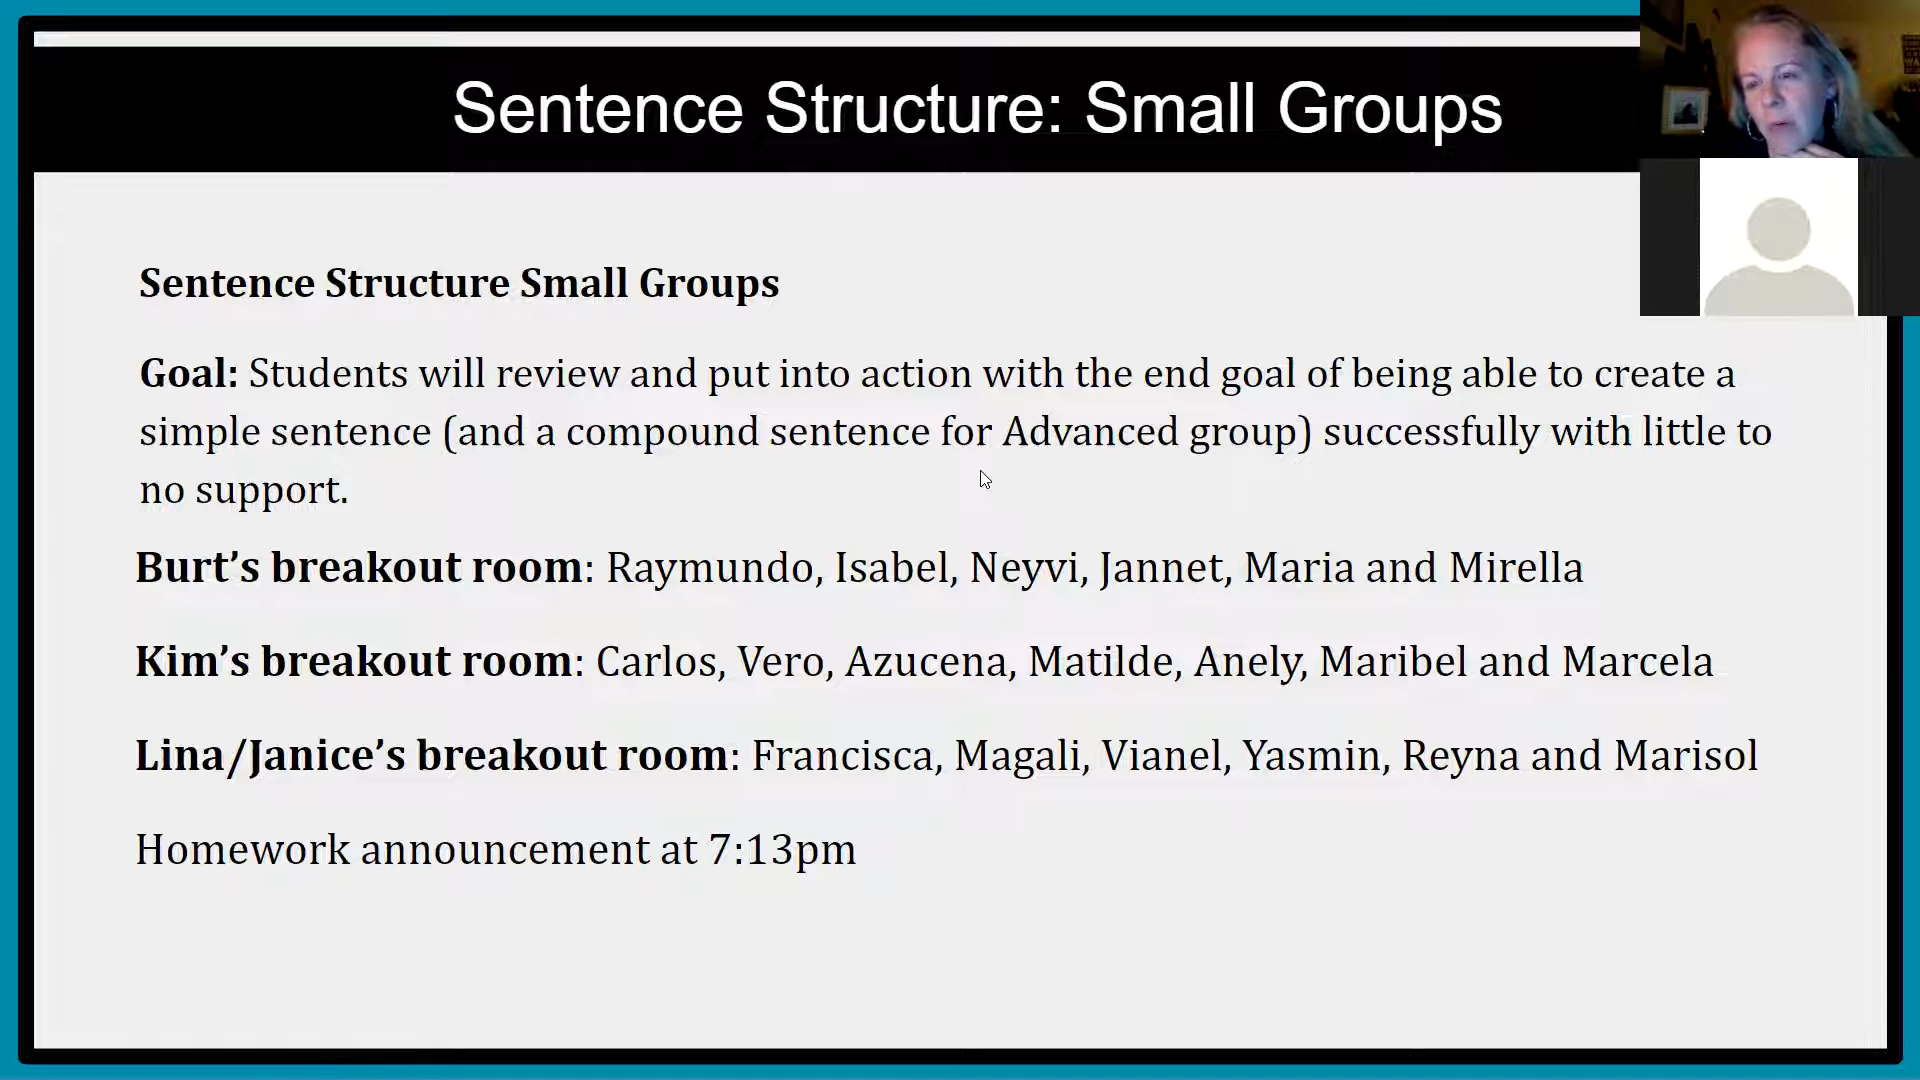 Sentence Structure: Small Groups
Sentence Structure Small Groups
Goal: Students will review and put into action with the end goal of being able to create a
simple sentence (and a compound sentence for Advanced group) successfully with little to
no support.
Burt’s breakout room: Raymundo, Isabel, Neyvi, Jannet, Maria and Mirella
Kim’s breakout room: Carlos, Vero, Azucena, Matilde, Anely, Maribel and Marcela
Lina/Janice’s breakout room: Francisca, Magali, Vianel, Yasmin, Reyna and Marisol
Homework announcement at 7:13pm